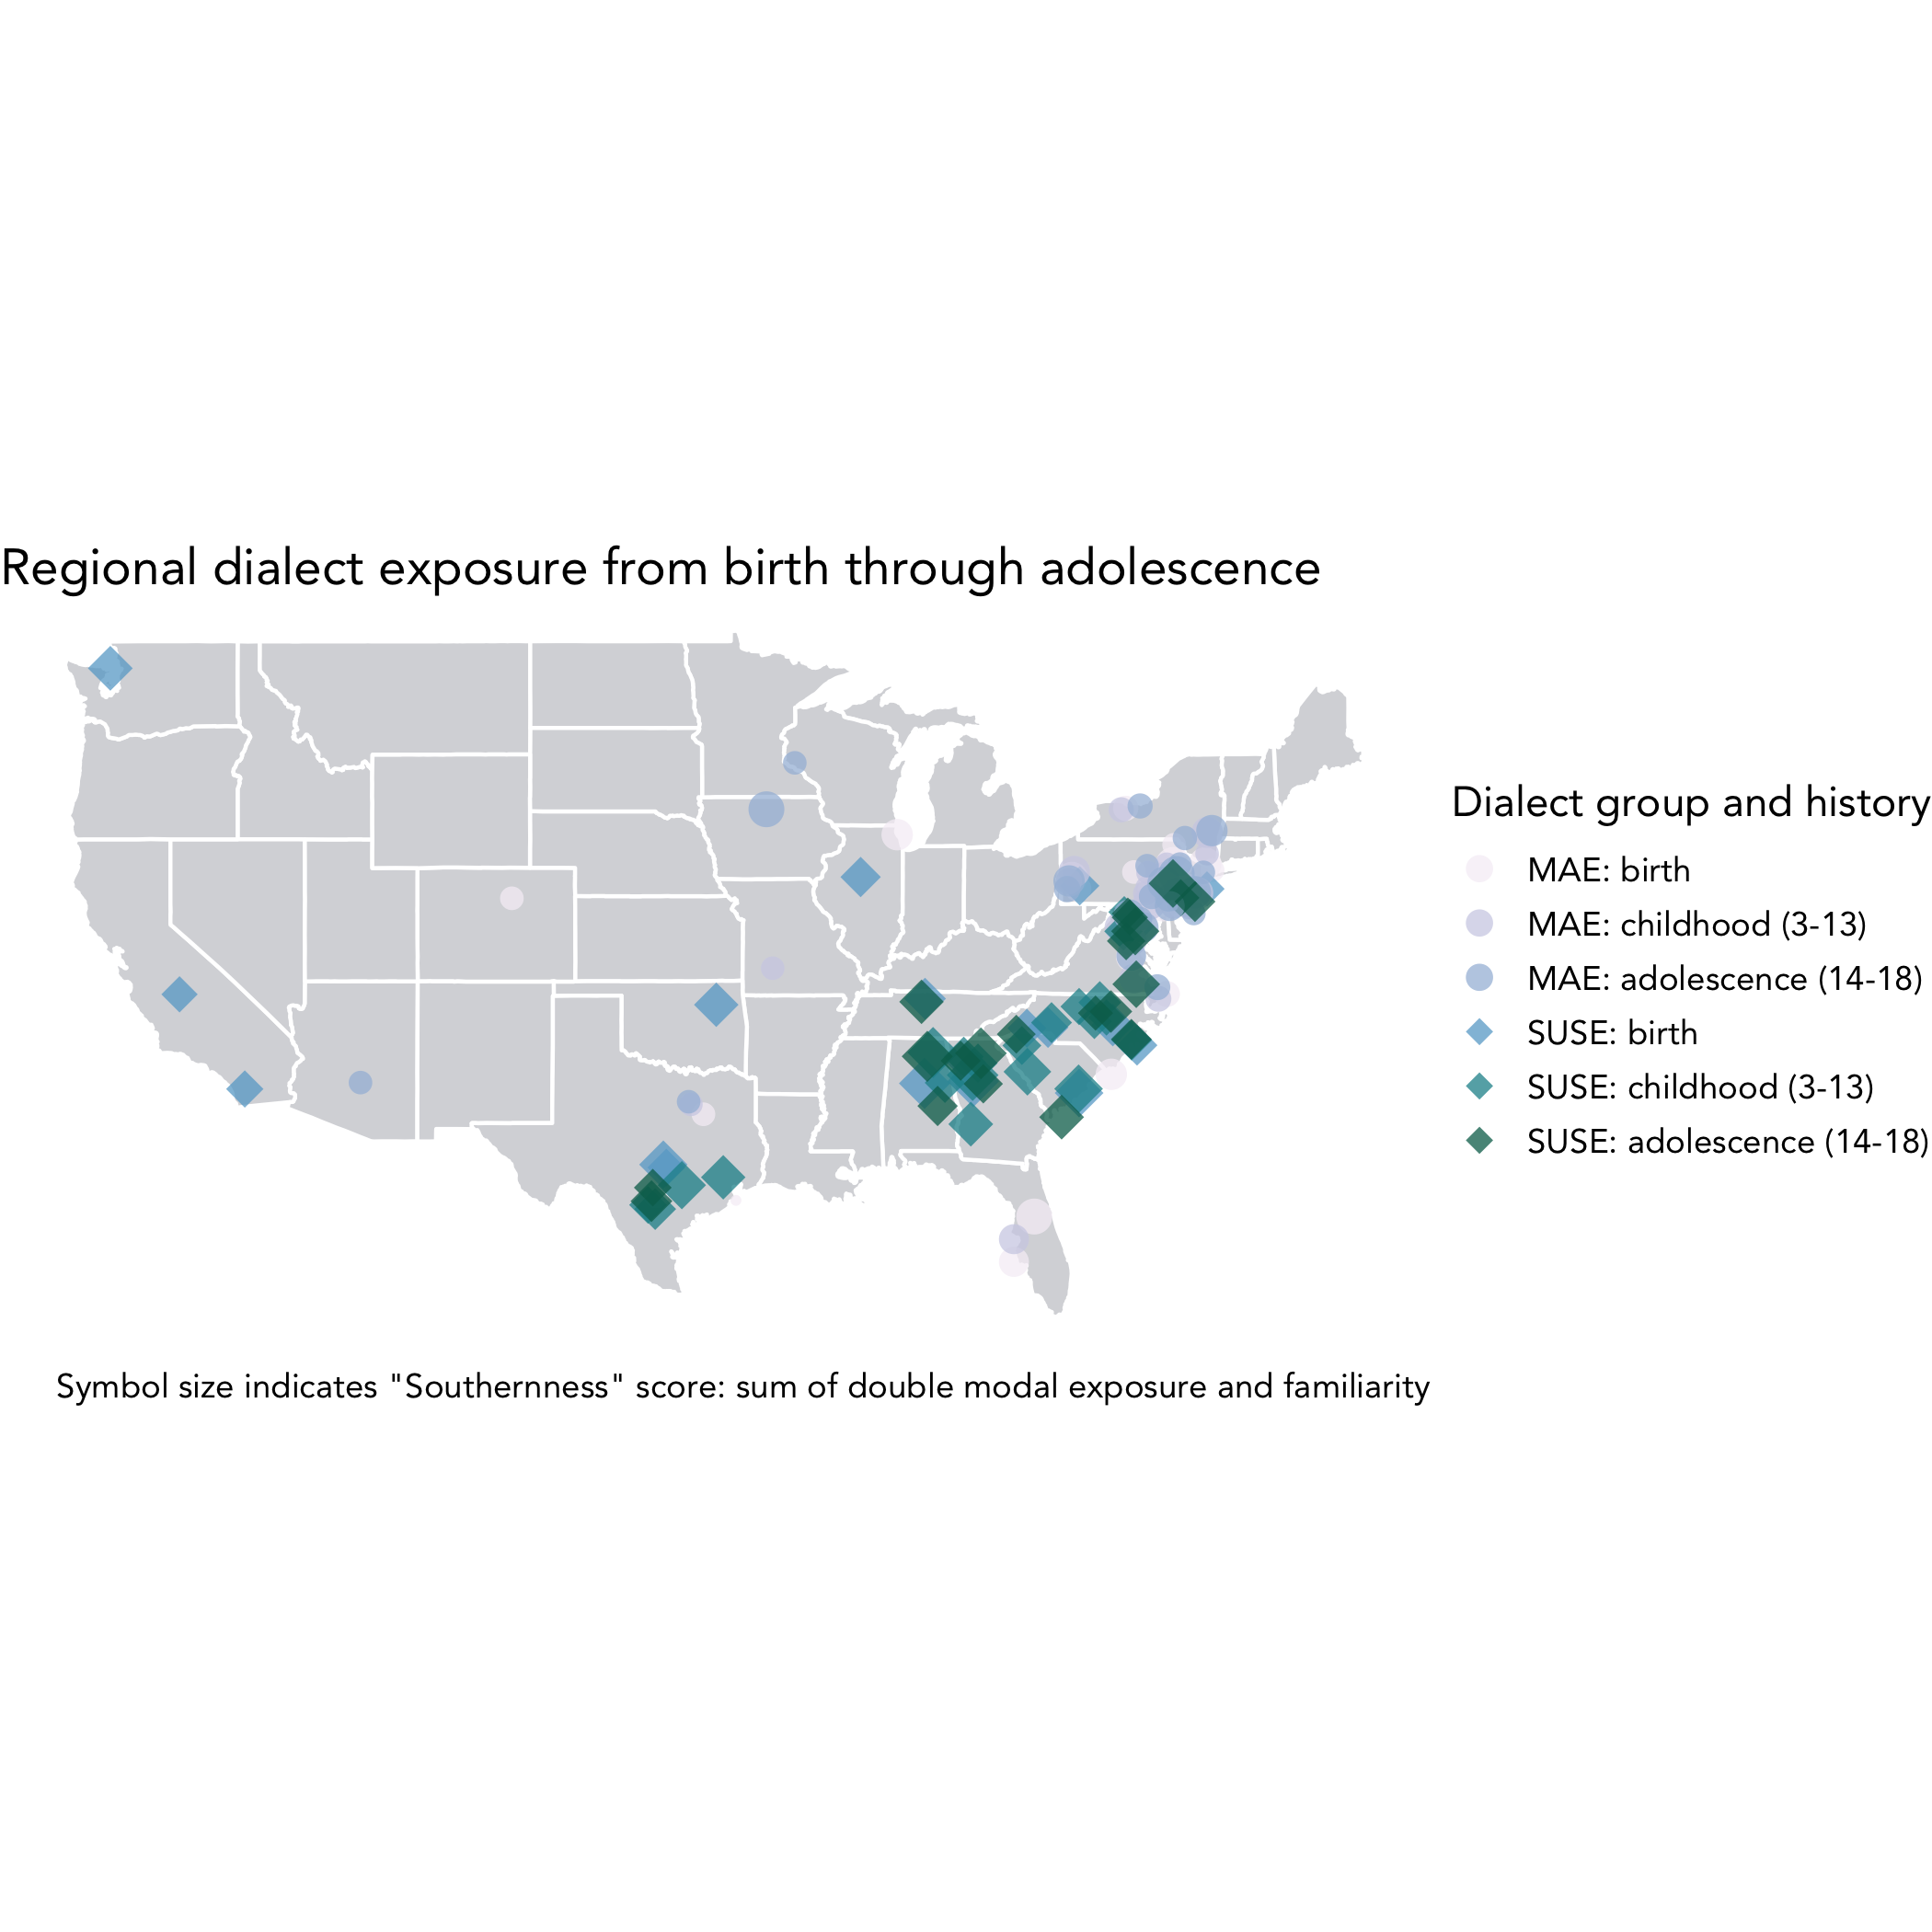 Regional dialect exposure from birth through adolescence
Dialect group and history
MAE: birth
MAE: childhood (3-13)
MAE: adolescence (14-18)
SUSE: birth
SUSE: childhood (3-13)
SUSE: adolescence (14-18)
Symbol size indicates "Southernness" score: sum of double modal exposure and familiarity